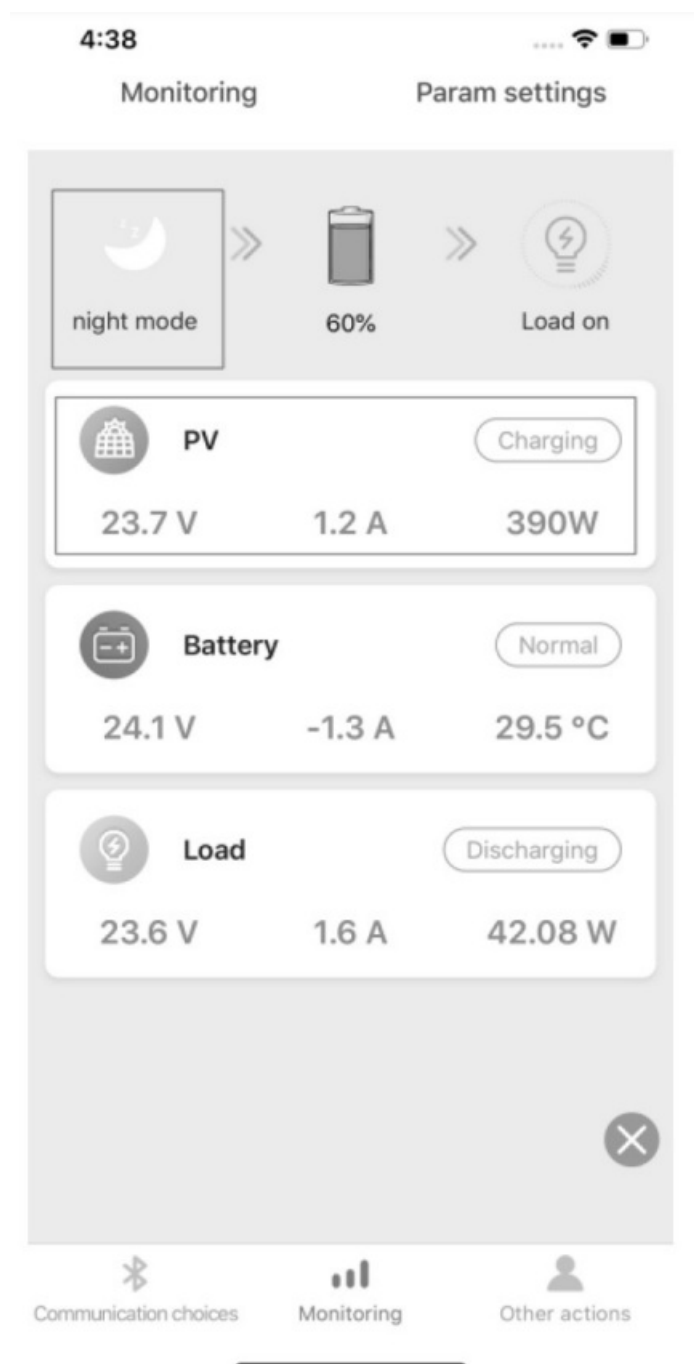 4:38
Monitoring Param settings
night mode 60% Load on
PV Charging
23.7 V 1.2 A 390W
Battery Normal
24.1 V -1.3 A 29.5 °C
Load Discharging
23.6 V 1.6 A 42.08 W
Communication choices Monitoring Other actions